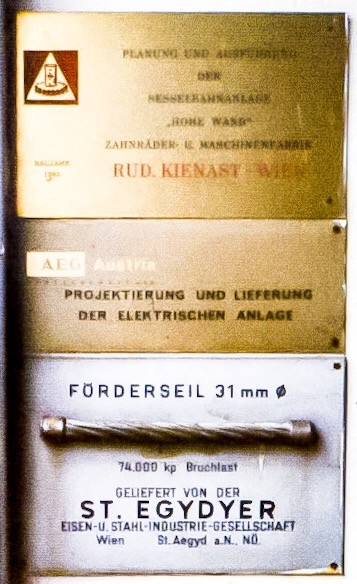 PLANUNG UND AUSFÜHRUNG
DER
SESSELBAHNANLAGE
„HOHE WAND"
ZAHNRÄDER- U. MASCHINENFABRIK
RUD. KIENAST - WIEN
BAUJAHR
AEG Austria
PROJEKTIERUNG UND LIEFERUNG
DER ELEKTRISCHEN ANLAGE
FÖRDERSEIL 31 mm Ø
74.000 kp Bruchlast
GELIEFERT VON DER
ST. EGYDYER
EISEN-U. STAHL-INDUSTRIE-GESELLSCHAFT
Wien St. Aegyd a.N., NÖ.